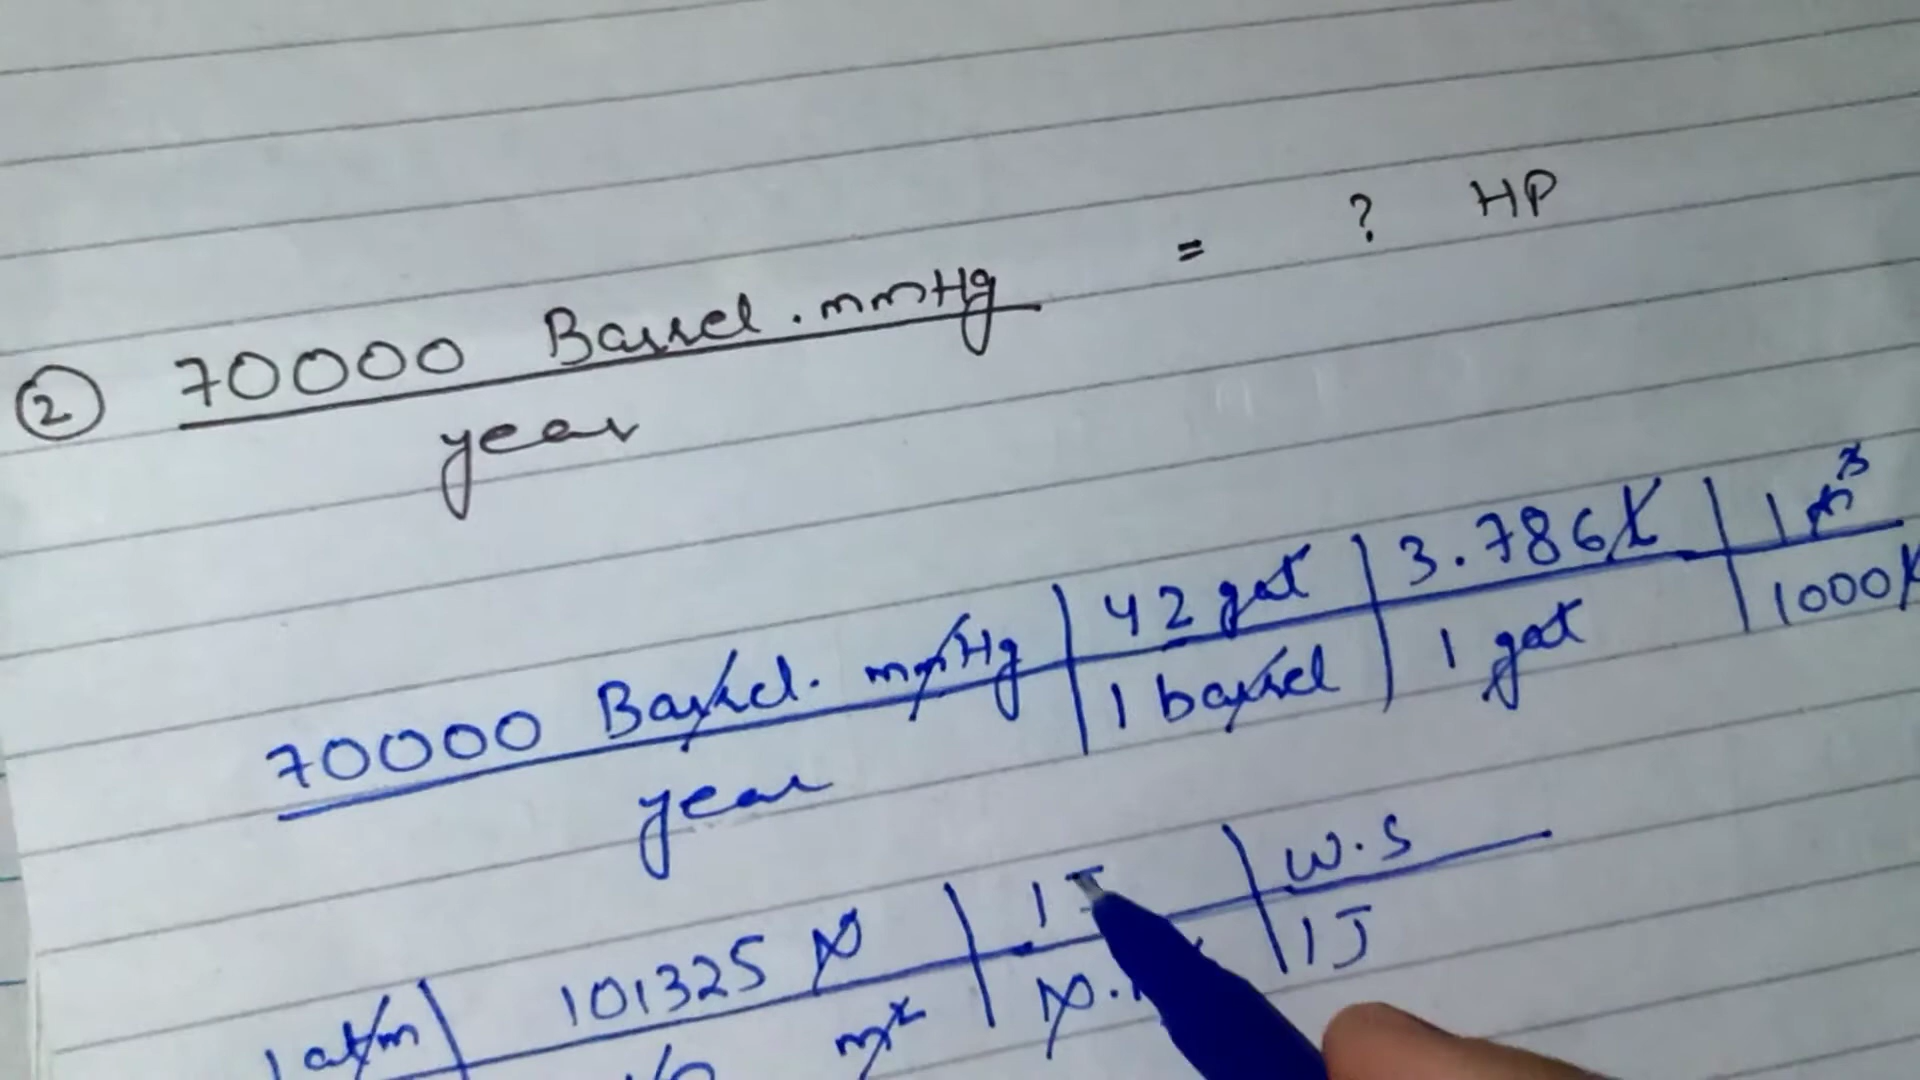 = ? HP
② 70000 Barrel . mmHg
year
70000 Barrel . mmHg | 42 gal | 3.786 L | 1 m³
year | 1 barrel | 1 gal | 1000 L
1 atm | 101325 N | 1 J | W.S
m² | N. | 1 J